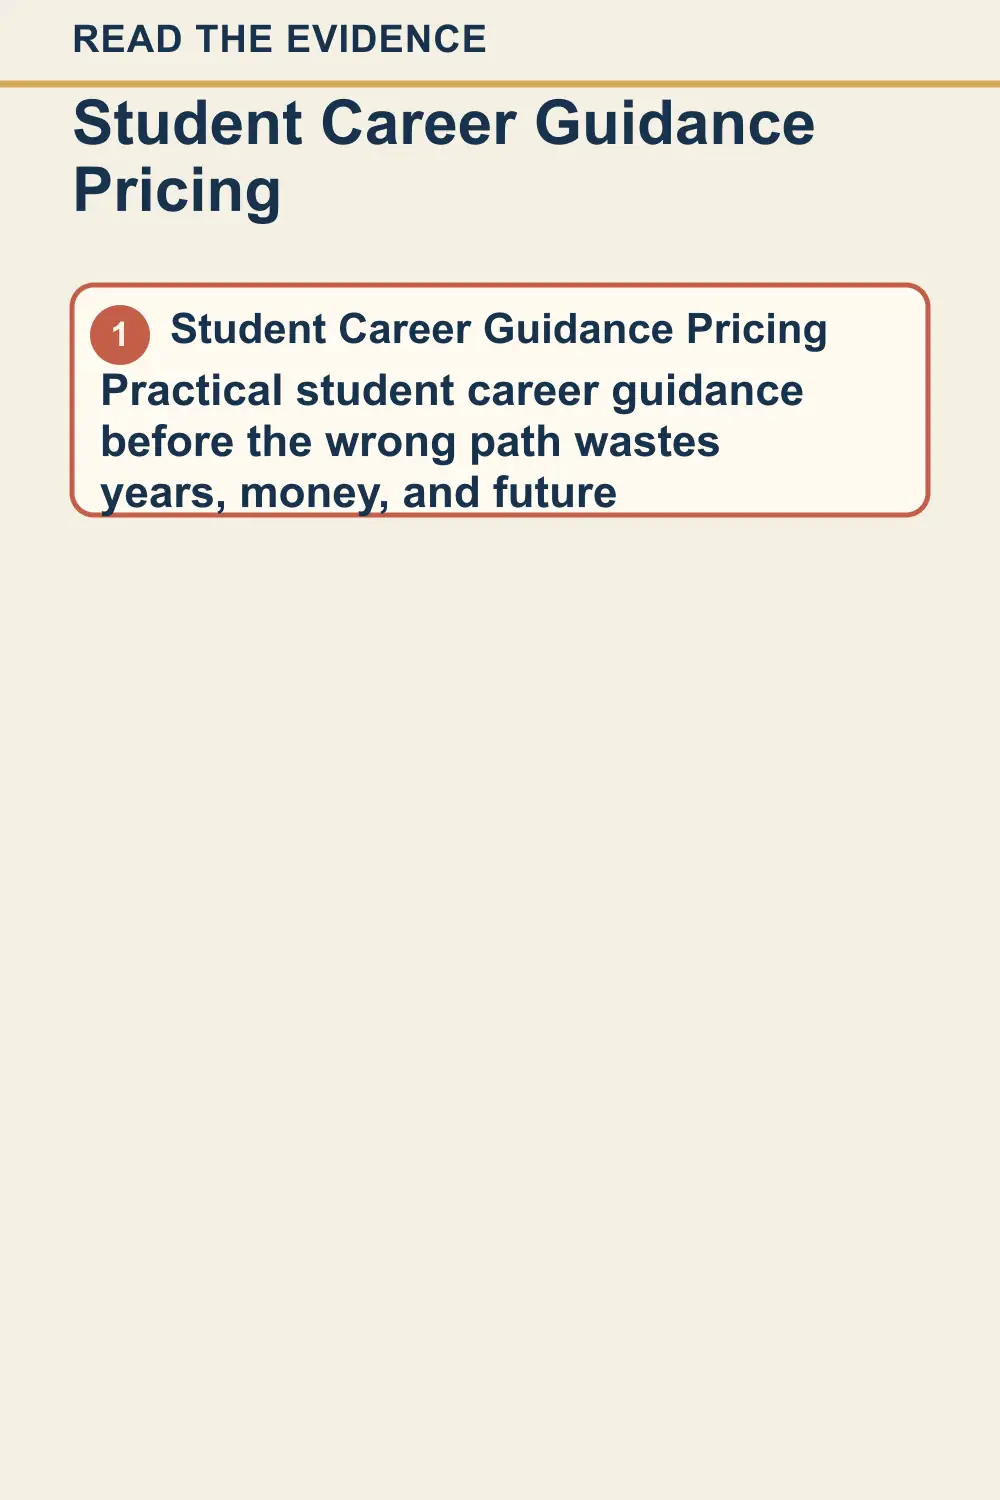 READ THE EVIDENCE
Student Career Guidance
Pricing
1 Student Career Guidance Pricing
Practical student career guidance
before the wrong path wastes
years, money, and future